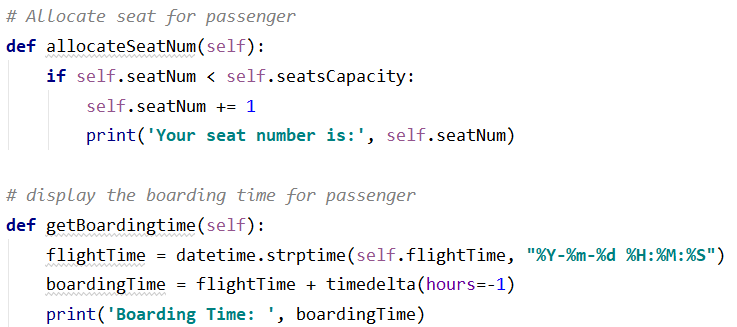 # Allocate seat for passenger
def allocateSeatNum(self):
    if self.seatNum < self.seatsCapacity:
        self.seatNum += 1
        print('Your seat number is:', self.seatNum)
# display the boarding time for passenger
def getBoardingtime(self):
    flightTime = datetime.strptime(self.flightTime, "%Y-%m-%d %H:%M:%S")
    boardingTime = flightTime + timedelta(hours=-1)
    print('Boarding Time: ', boardingTime)